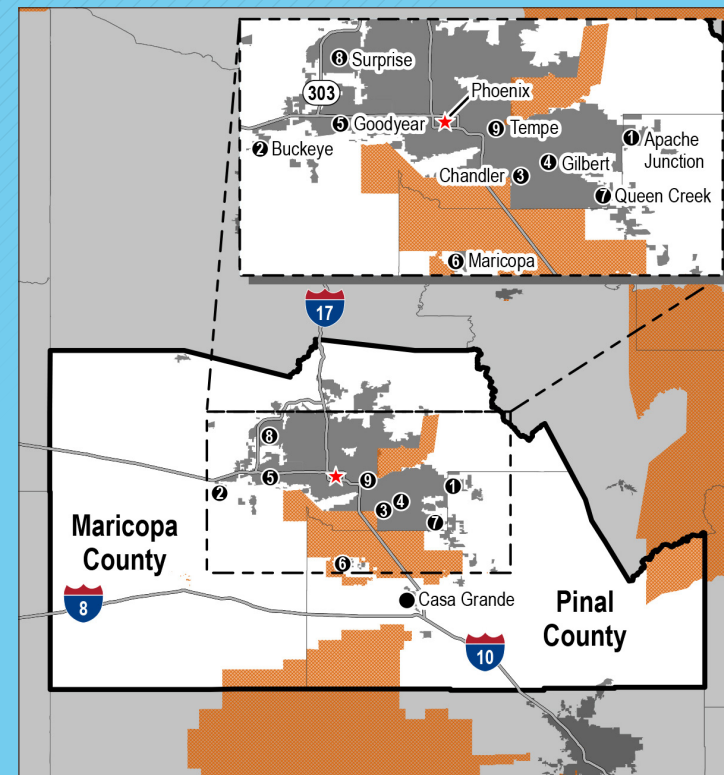 8 Surprise
Phoenix
303
5 Goodyear
9 Tempe
1 Apache
Junction
2 Buckeye
4 Gilbert
Chandler 3
7 Queen Creek
6 Maricopa
17
8
5
9
2
1
4
3
7
Maricopa
County
6
Casa Grande
8
Pinal
County
10